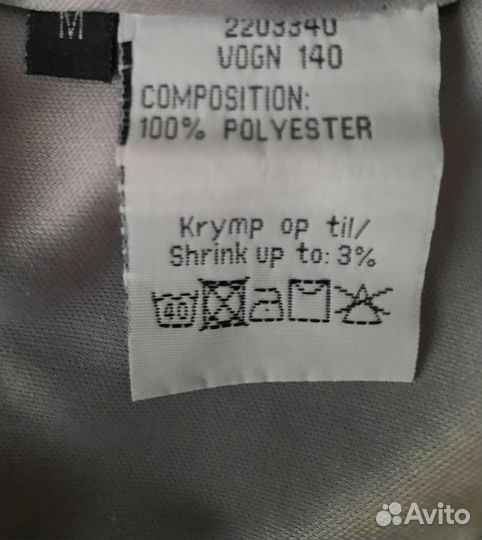 M
2203340
VOGN 140
COMPOSITION:
100% POLYESTER
Krymp op til/
Shrink up to: 3%
40
Avito